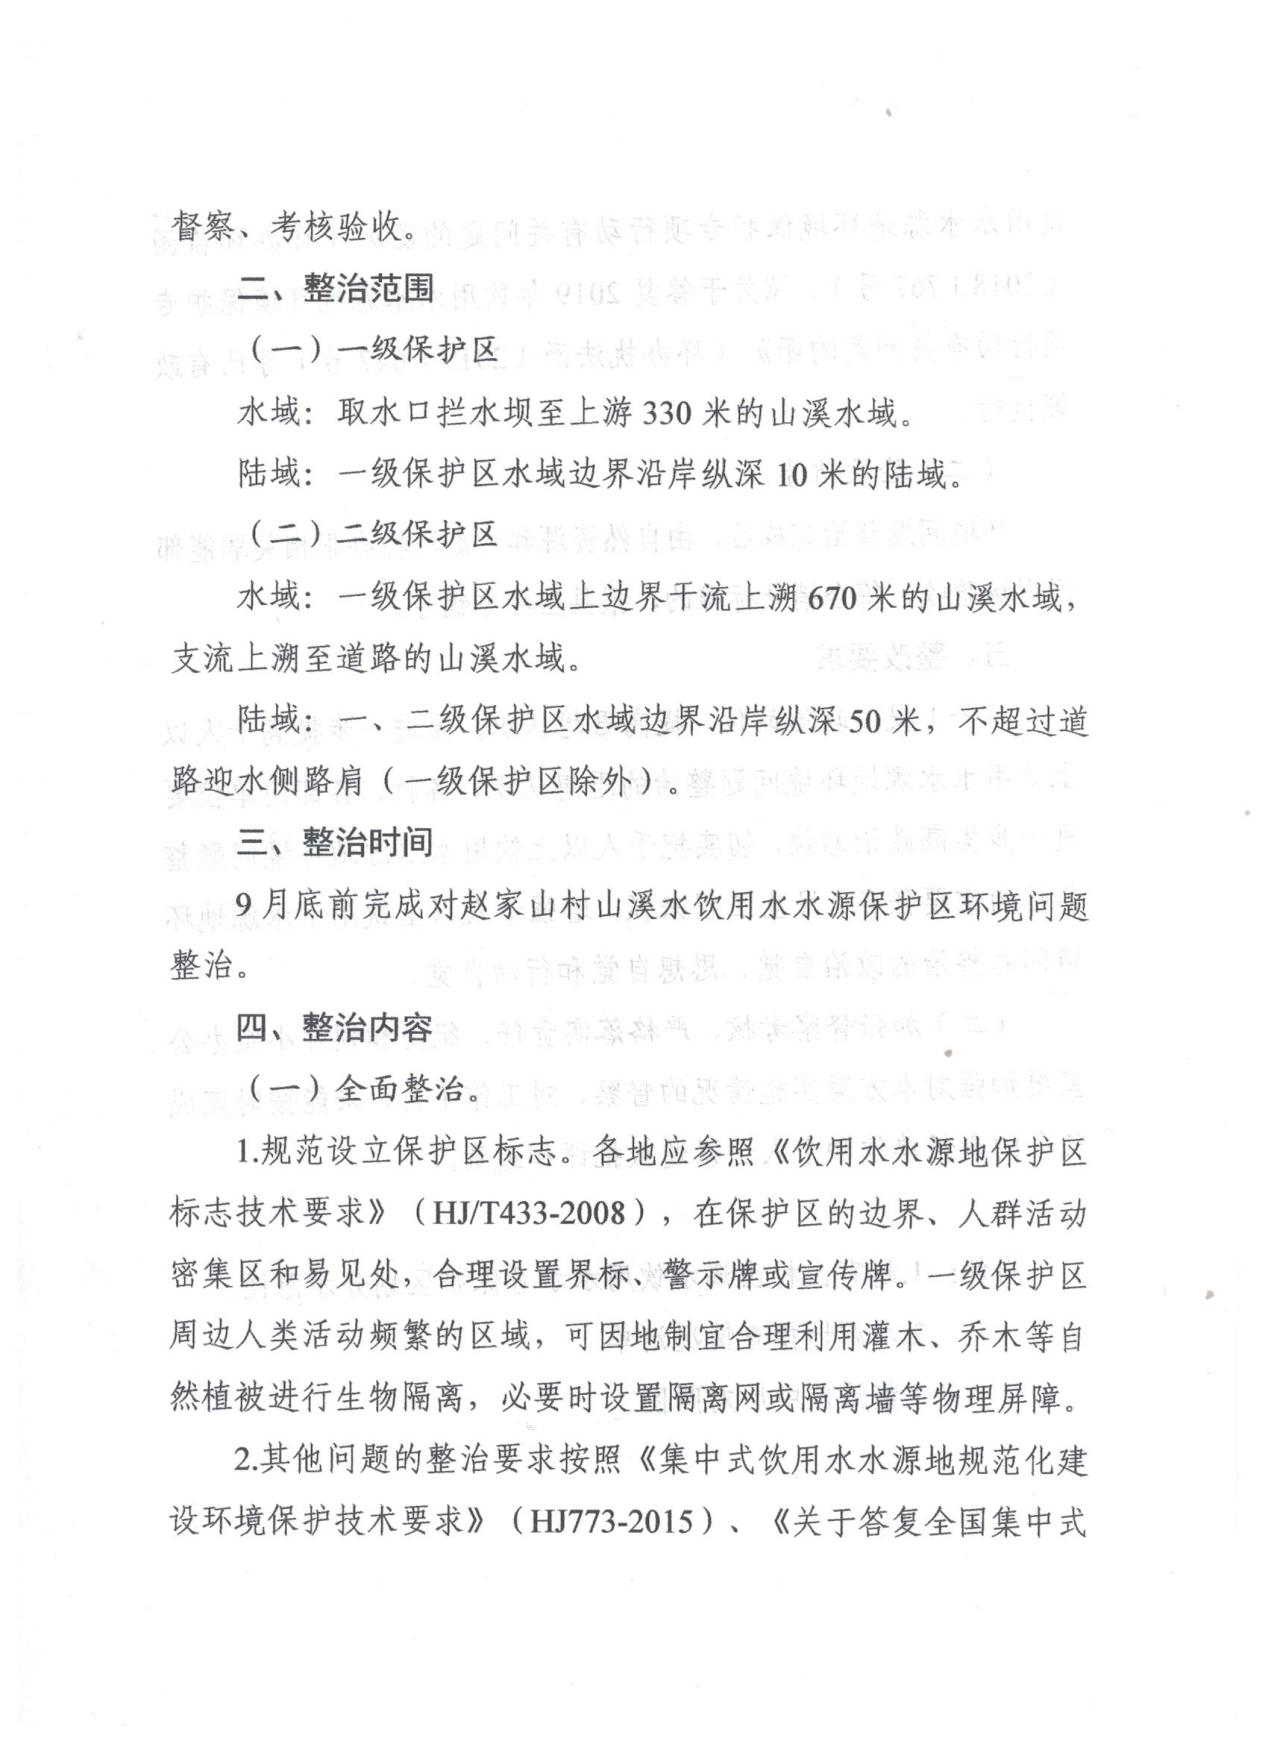 督察、考核验收。
二、整治范围
（一）一级保护区
水域：取水口拦水坝至上游330米的山溪水域。
陆域：一级保护区水域边界沿岸纵深10米的陆域。
（二）二级保护区
水域：一级保护区水域上边界干流上溯670米的山溪水域，
支流上溯至道路的山溪水域。
陆域：一、二级保护区水域边界沿岸纵深50米，不超过道
路迎水侧路肩（一级保护区除外）。
三、整治时间
9月底前完成对赵家山村山溪水饮用水水源保护区环境问题
整治。
四、整治内容
（一）全面整治。
1.规范设立保护区标志。各地应参照《饮用水水源地保护区
标志技术要求》（HJ/T433-2008），在保护区的边界、人群活动
密集区和易见处，合理设置界标、警示牌或宣传牌。一级保护区
周边人类活动频繁的区域，可因地制宜合理利用灌木、乔木等自
然植被进行生物隔离，必要时设置隔离网或隔离墙等物理屏障。
2.其他问题的整治要求按照《集中式饮用水水源地规范化建
设环境保护技术要求》（HJ773-2015）、《关于答复全国集中式